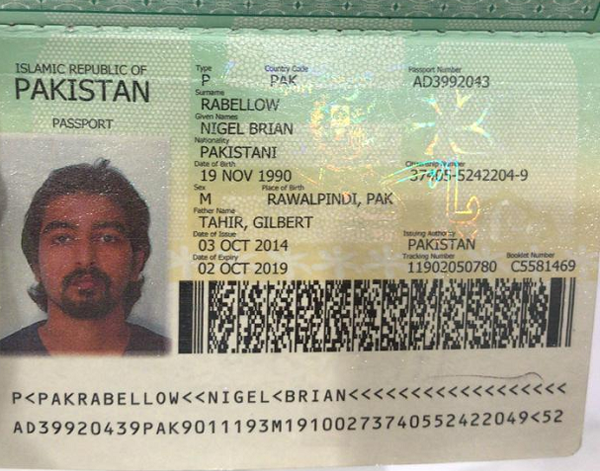 ISLAMIC REPUBLIC OF
PAKISTAN
PASSPORT
Type Country Code Passport Number
P PAK AD3992043
Surname
RABELLOW
Given Names
NIGEL BRIAN
Nationality
PAKISTANI
Date of Birth Citizenship Number
19 NOV 1990 37405-5242204-9
Sex Place of Birth
M RAWALPINDI, PAK
Father Name
TAHIR, GILBERT
Date of Issue Issuing Authority
03 OCT 2014 PAKISTAN
Date of Expiry Tracking Number Booklet Number
02 OCT 2019 11902050780 C5581469
P<PAKRABELLOW<<NIGEL<BRIAN<<<<<<<<<<<<<<<<<<
AD39920439PAK9011193M19100273740552422049<52